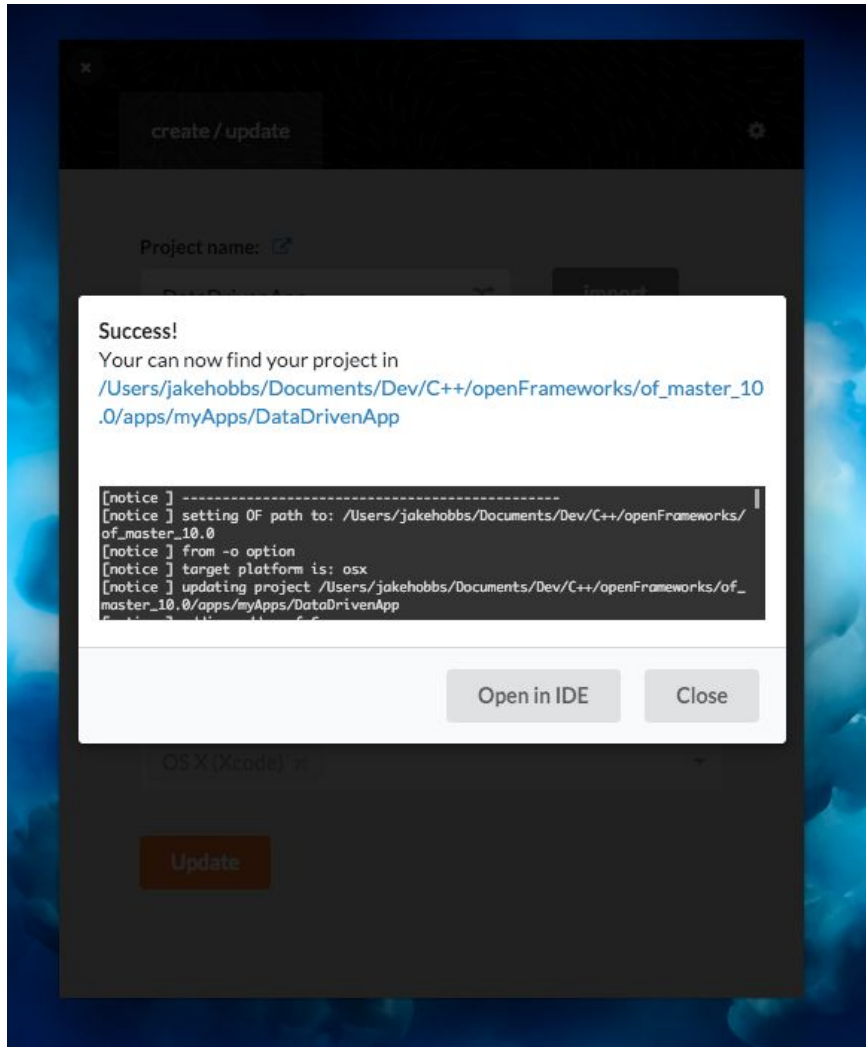 create / update
Project name:
DataDrivenApp
import
Success!
Your can now find your project in
/Users/jakehobbs/Documents/Dev/C++/openFrameworks/of_master_10
.0/apps/myApps/DataDrivenApp
[notice ] -----------------------------------------------
[notice ] setting OF path to: /Users/jakehobbs/Documents/Dev/C++/openFrameworks/
of_master_10.0
[notice ] from -o option
[notice ] target platform is: osx
[notice ] updating project /Users/jakehobbs/Documents/Dev/C++/openFrameworks/of_
master_10.0/apps/myApps/DataDrivenApp
Open in IDE
Close
OS X (Xcode)
Update